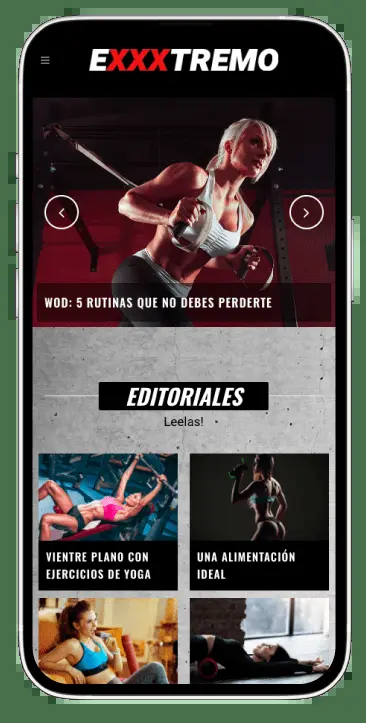 EXXXTREMO
WOD: 5 RUTINAS QUE NO DEBES PERDERTE
EDITORIALES
Leelas!
VIENTRE PLANO CON
EJERCICIOS DE YOGA
UNA ALIMENTACIÓN
IDEAL